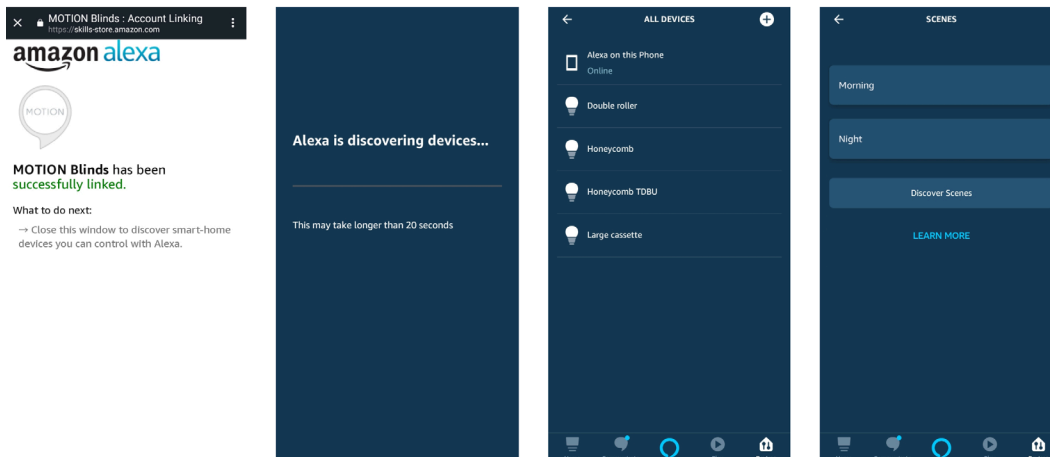 MOTION Blinds : Account Linking
https://skills-store.amazon.com
amazon alexa
MOTION
MOTION Blinds has been
successfully linked.
What to do next:
→ Close this window to discover smart-home
devices you can control with Alexa.
Alexa is discovering devices...
This may take longer than 20 seconds
ALL DEVICES
Alexa on this Phone
Online
Double roller
Honeycomb
Honeycomb TDBU
Large cassette
SCENES
Morning
Night
Discover Scenes
LEARN MORE